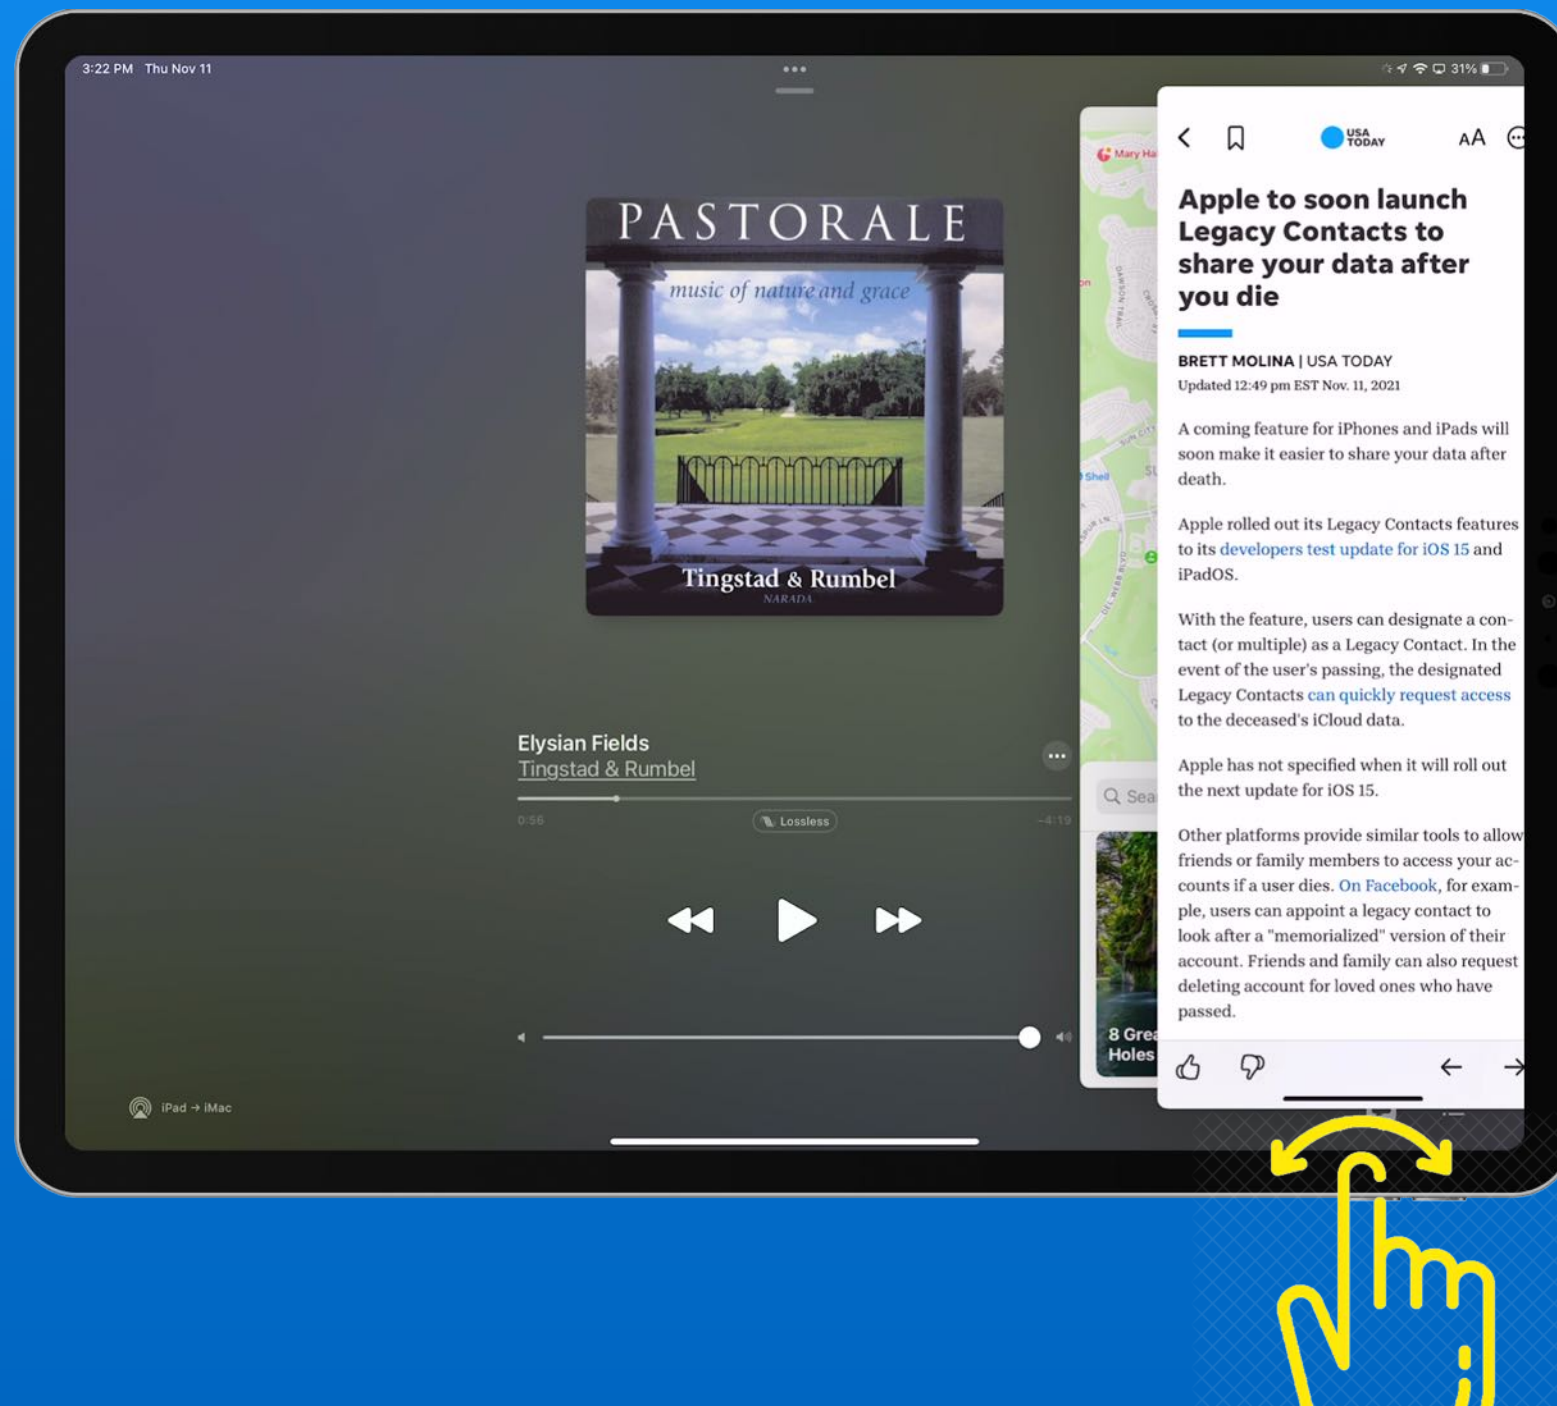 3:22 PM Thu Nov 11
31%
PASTORALE
music of nature and grace
Tingstad & Rumbel
NARADA
Elysian Fields
Tingstad & Rumbel
0:56
Lossless
-4:19
iPad → iMac
Mary Ha
DAWSON TRAIL
SUN CITY
Shell
DEL WEBB BLVD
Sea
8 Grea
Holes
USA
TODAY
AA
Apple to soon launch
Legacy Contacts to
share your data after
you die
BRETT MOLINA | USA TODAY
Updated 12:49 pm EST Nov. 11, 2021
A coming feature for iPhones and iPads will
soon make it easier to share your data after
death.
Apple rolled out its Legacy Contacts features
to its developers test update for iOS 15 and
iPadOS.
With the feature, users can designate a con-
tact (or multiple) as a Legacy Contact. In the
event of the user's passing, the designated
Legacy Contacts can quickly request access
to the deceased's iCloud data.
Apple has not specified when it will roll out
the next update for iOS 15.
Other platforms provide similar tools to allow
friends or family members to access your ac-
counts if a user dies. On Facebook, for exam-
ple, users can appoint a legacy contact to
look after a "memorialized" version of their
account. Friends and family can also request
deleting account for loved ones who have
passed.